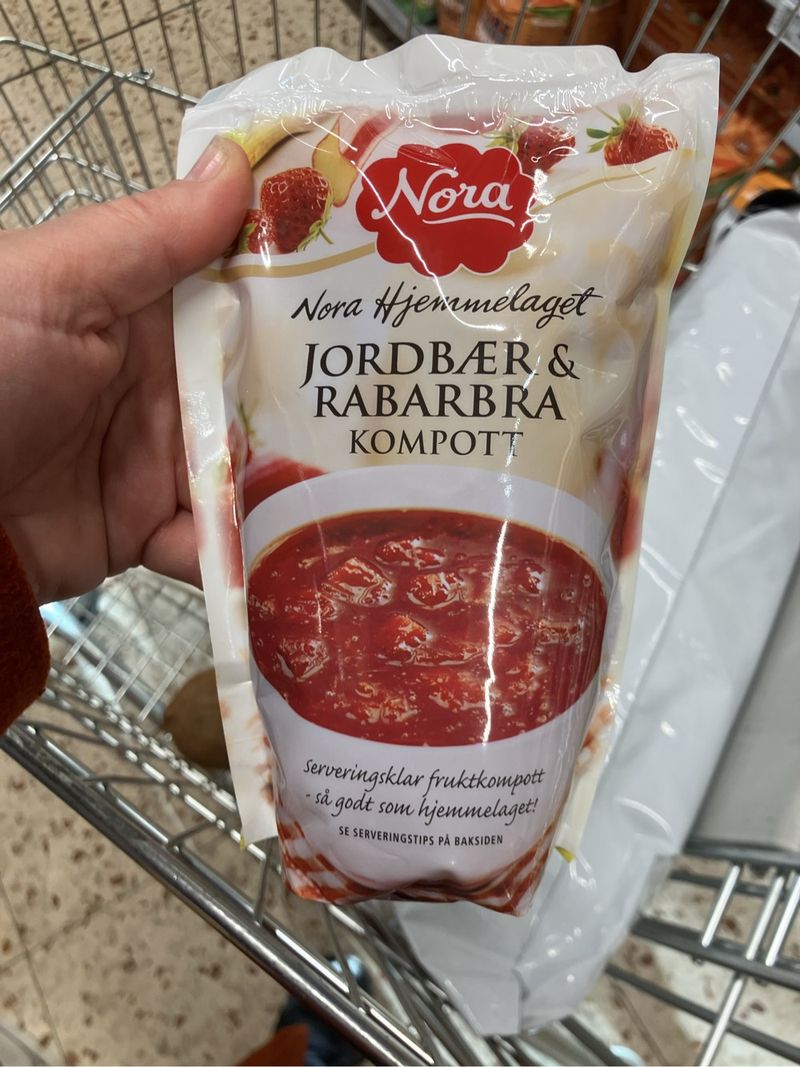 Nora
Nora Hjemmelaget
JORDBÆR &
RABARBRA
KOMPOTT
Serveringsklar fruktkompott
- så godt som hjemmelaget!
SE SERVERINGSTIPS PÅ BAKSIDEN